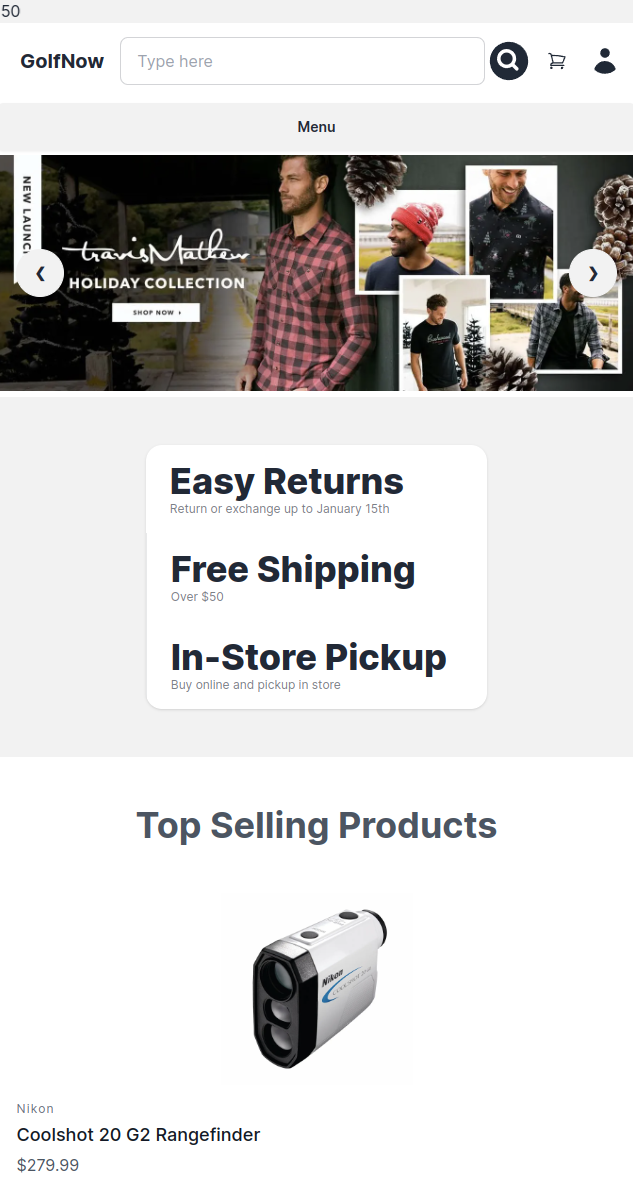 50
GolfNow
Type here
Menu
NEW LAUNC
travisMathew
HOLIDAY COLLECTION
SHOP NOW ›
❮
❯
Easy Returns
Return or exchange up to January 15th
Free Shipping
Over $50
In-Store Pickup
Buy online and pickup in store
Top Selling Products
Nikon
COOLSHOT 20 GII
Nikon
Coolshot 20 G2 Rangefinder
$279.99